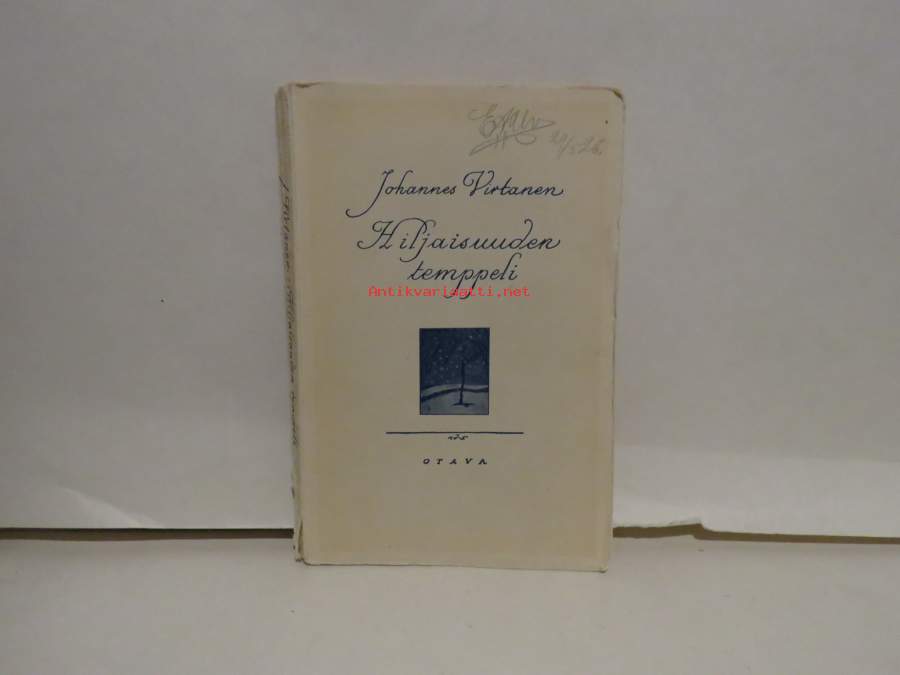 Johannes Virtanen
Hiljaisuuden
temppeli
Antikvariaatti.net
OTAVA